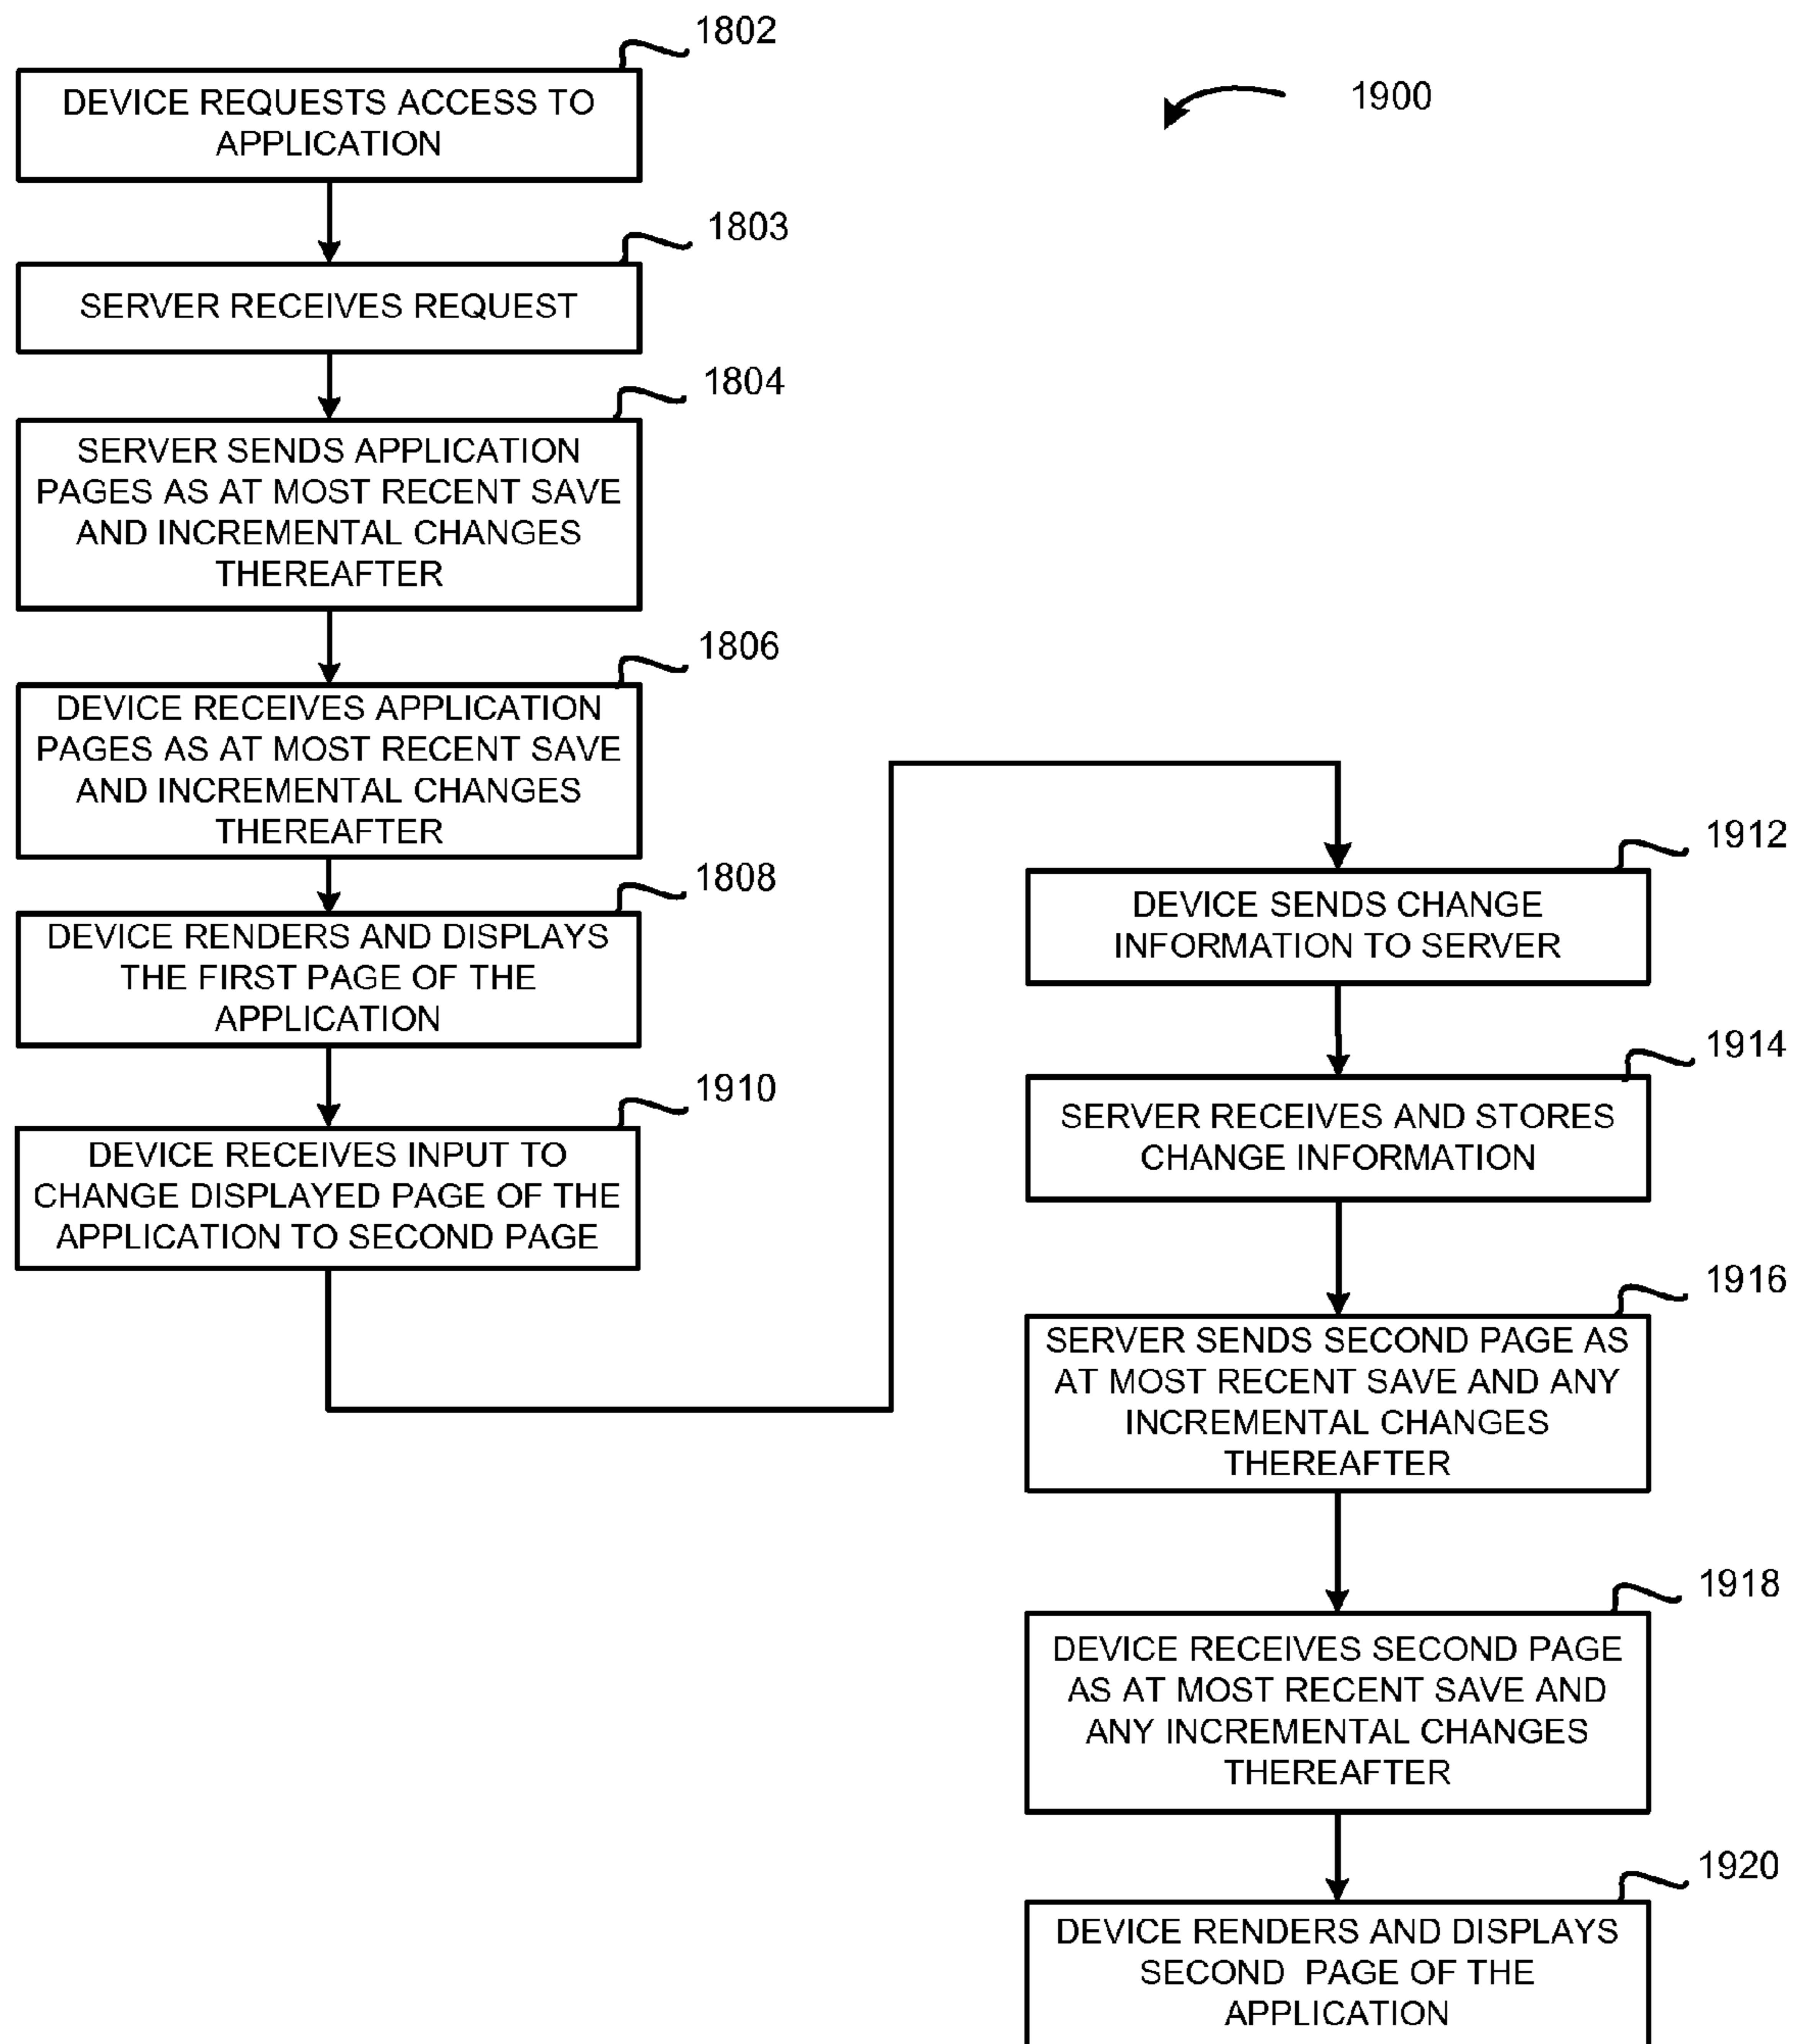 1802
DEVICE REQUESTS ACCESS TO
APPLICATION
1900
1803
SERVER RECEIVES REQUEST
1804
SERVER SENDS APPLICATION
PAGES AS AT MOST RECENT SAVE
AND INCREMENTAL CHANGES
THEREAFTER
1806
DEVICE RECEIVES APPLICATION
PAGES AS AT MOST RECENT SAVE
AND INCREMENTAL CHANGES
THEREAFTER
1808
DEVICE RENDERS AND DISPLAYS
THE FIRST PAGE OF THE
APPLICATION
1910
DEVICE RECEIVES INPUT TO
CHANGE DISPLAYED PAGE OF THE
APPLICATION TO SECOND PAGE
1912
DEVICE SENDS CHANGE
INFORMATION TO SERVER
1914
SERVER RECEIVES AND STORES
CHANGE INFORMATION
1916
SERVER SENDS SECOND PAGE AS
AT MOST RECENT SAVE AND ANY
INCREMENTAL CHANGES
THEREAFTER
1918
DEVICE RECEIVES SECOND PAGE
AS AT MOST RECENT SAVE AND
ANY INCREMENTAL CHANGES
THEREAFTER
1920
DEVICE RENDERS AND DISPLAYS
SECOND PAGE OF THE
APPLICATION